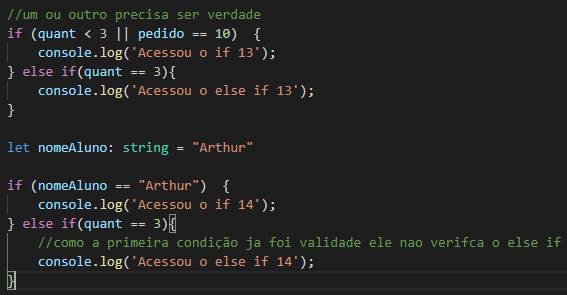 //um ou outro precisa ser verdade
if (quant < 3 || pedido == 10)  {
    console.log('Acessou o if 13');
} else if(quant == 3){
    console.log('Acessou o else if 13');
}
let nomeAluno: string = "Arthur"
if (nomeAluno == "Arthur")  {
    console.log('Acessou o if 14');
} else if(quant == 3){
    //como a primeira condição ja foi validade ele nao verifca o else if
    console.log('Acessou o else if 14');
}